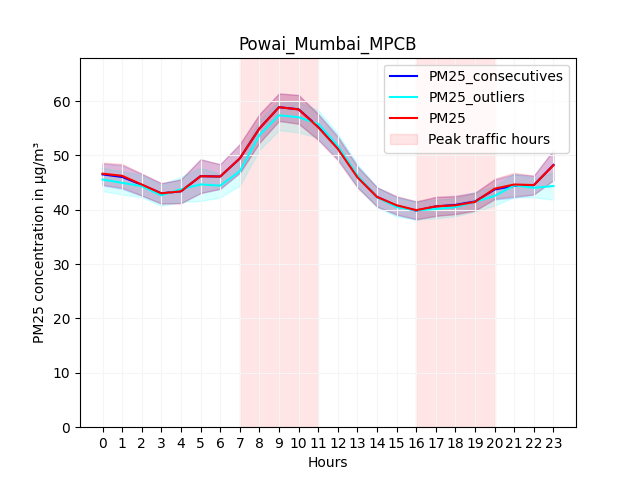 Powai_Mumbai_MPCB
PM25_consecutives
PM25_outliers
PM25
Peak traffic hours
PM25 concentration in µg/m³
60
50
40
30
20
10
0
0 1 2 3 4 5 6 7 8 9 10 11 12 13 14 15 16 17 18 19 20 21 22 23
Hours